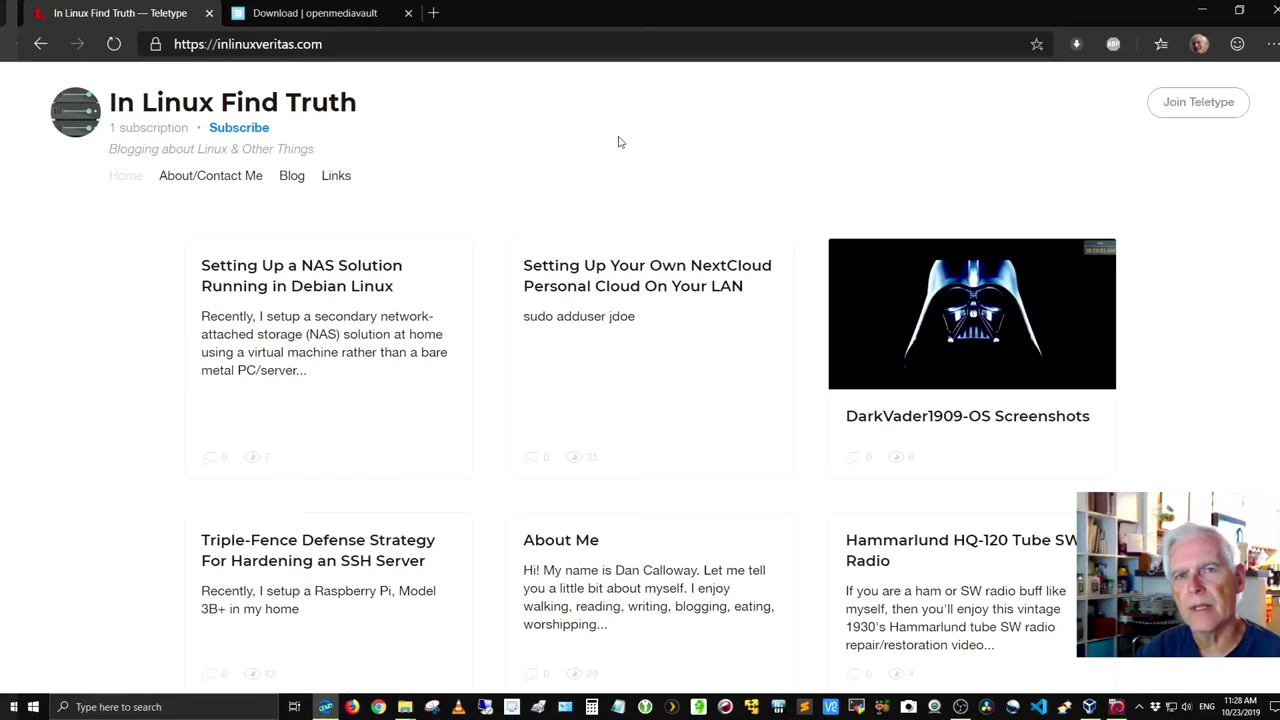 In Linux Find Truth — Teletype
Download | openmediavault
https://inlinuxveritas.com
ABP
In Linux Find Truth
1 subscription • Subscribe
Join Teletype
Blogging about Linux & Other Things
Home About/Contact Me Blog Links
Setting Up a NAS Solution
Running in Debian Linux
Recently, I setup a secondary network-
attached storage (NAS) solution at home
using a virtual machine rather than a bare
metal PC/server...
0 7
Setting Up Your Own NextCloud
Personal Cloud On Your LAN
sudo adduser jdoe
0 35
DarkVader1909-OS Screenshots
0 6
Triple-Fence Defense Strategy
For Hardening an SSH Server
Recently, I setup a Raspberry Pi, Model
3B+ in my home
0 42
About Me
Hi! My name is Dan Calloway. Let me tell
you a little bit about myself. I enjoy
walking, reading, writing, blogging, eating,
worshipping...
0 29
Hammarlund HQ-120 Tube SW
Radio
If you are a ham or SW radio buff like
myself, then you'll enjoy this vintage
1930's Hammarlund tube SW radio
repair/restoration video...
0 4
Type here to search
ENG
11:28 AM
10/23/2019